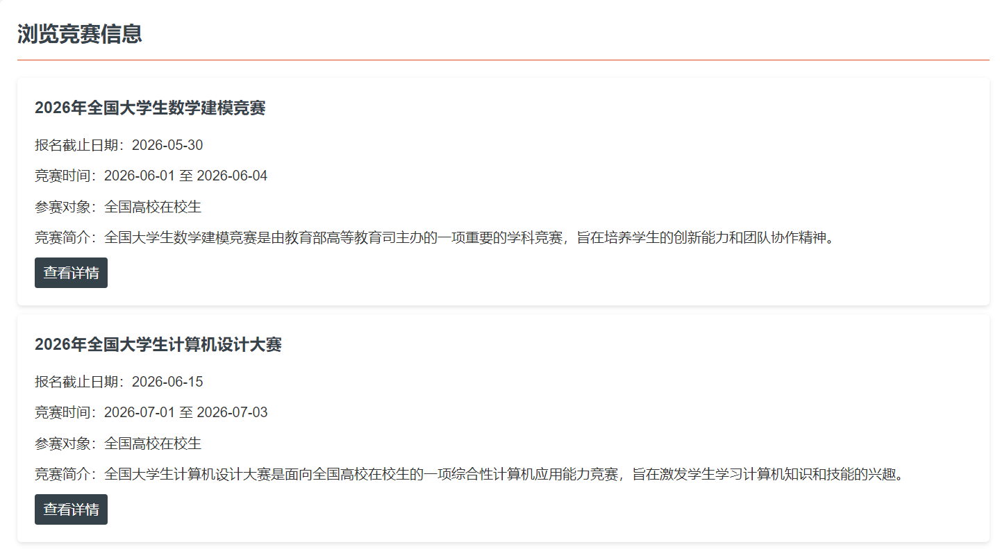 浏览竞赛信息
2026年全国大学生数学建模竞赛
报名截止日期：2026-05-30
竞赛时间：2026-06-01 至 2026-06-04
参赛对象：全国高校在校生
竞赛简介：全国大学生数学建模竞赛是由教育部高等教育司主办的一项重要的学科竞赛，旨在培养学生的创新能力和团队协作精神。
查看详情
2026年全国大学生计算机设计大赛
报名截止日期：2026-06-15
竞赛时间：2026-07-01 至 2026-07-03
参赛对象：全国高校在校生
竞赛简介：全国大学生计算机设计大赛是面向全国高校在校生的一项综合性计算机应用能力竞赛，旨在激发学生学习计算机知识和技能的兴趣。
查看详情